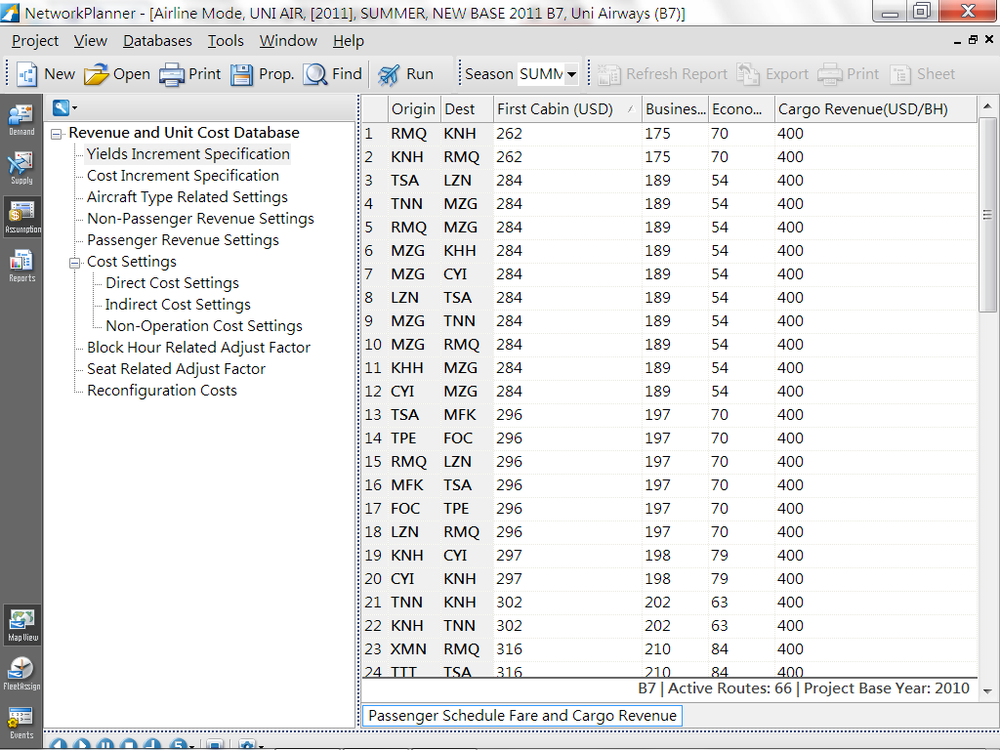 NetworkPlanner - [Airline Mode, UNI AIR, [2011], SUMMER, NEW BASE 2011 B7, Uni Airways (B7)]
Project View Databases Tools Window Help
New Open Print Prop. Find Run Season SUMM Refresh Report Export Print Sheet
Demand
Supply
Assumption
Reports
Map View
FleetAssign
Events
Revenue and Unit Cost Database
Yields Increment Specification
Cost Increment Specification
Aircraft Type Related Settings
Non-Passenger Revenue Settings
Passenger Revenue Settings
Cost Settings
Direct Cost Settings
Indirect Cost Settings
Non-Operation Cost Settings
Block Hour Related Adjust Factor
Seat Related Adjust Factor
Reconfiguration Costs
Origin Dest First Cabin (USD) Busines... Econo... Cargo Revenue(USD/BH)
1 RMQ KNH 262 175 70 400
2 KNH RMQ 262 175 70 400
3 TSA LZN 284 189 54 400
4 TNN MZG 284 189 54 400
5 RMQ MZG 284 189 54 400
6 MZG KHH 284 189 54 400
7 MZG CYI 284 189 54 400
8 LZN TSA 284 189 54 400
9 MZG TNN 284 189 54 400
10 MZG RMQ 284 189 54 400
11 KHH MZG 284 189 54 400
12 CYI MZG 284 189 54 400
13 TSA MFK 296 197 70 400
14 TPE FOC 296 197 70 400
15 RMQ LZN 296 197 70 400
16 MFK TSA 296 197 70 400
17 FOC TPE 296 197 70 400
18 LZN RMQ 296 197 70 400
19 KNH CYI 297 198 79 400
20 CYI KNH 297 198 79 400
21 TNN KNH 302 202 63 400
22 KNH TNN 302 202 63 400
23 XMN RMQ 316 210 84 400
24 TTT TSA 316 210 84 400
B7 | Active Routes: 66 | Project Base Year: 2010
Passenger Schedule Fare and Cargo Revenue